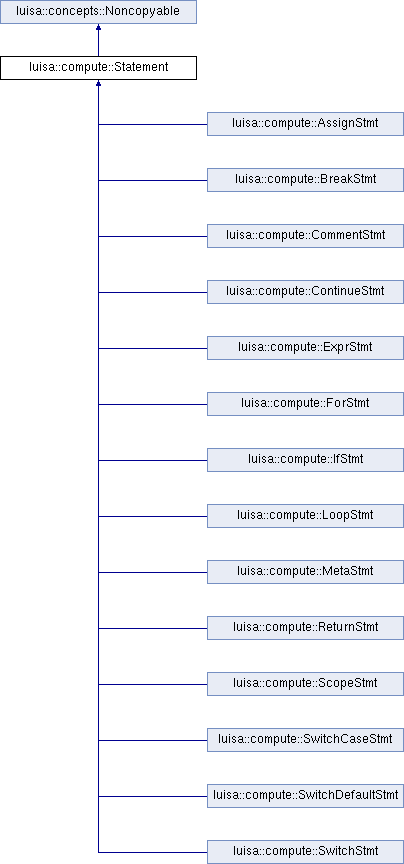 luisa::concepts::Noncopyable
luisa::compute::Statement
luisa::compute::AssignStmt
luisa::compute::BreakStmt
luisa::compute::CommentStmt
luisa::compute::ContinueStmt
luisa::compute::ExprStmt
luisa::compute::ForStmt
luisa::compute::IfStmt
luisa::compute::LoopStmt
luisa::compute::MetaStmt
luisa::compute::ReturnStmt
luisa::compute::ScopeStmt
luisa::compute::SwitchCaseStmt
luisa::compute::SwitchDefaultStmt
luisa::compute::SwitchStmt